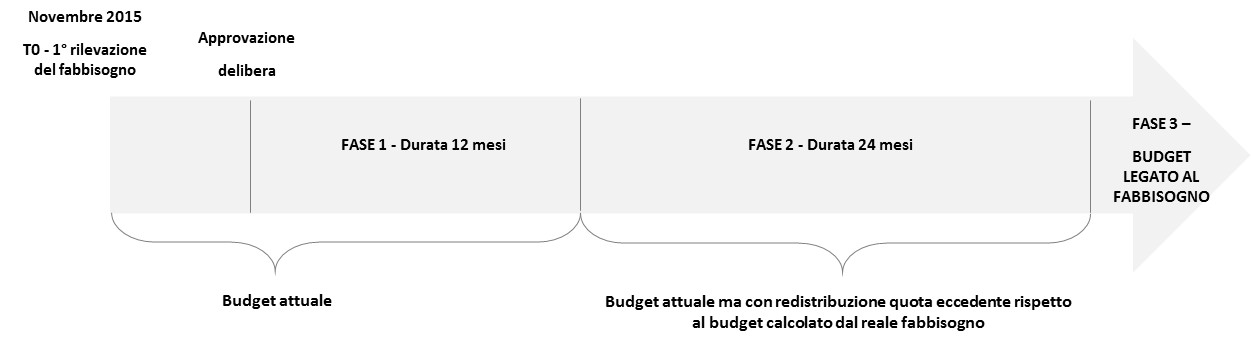 Novembre 2015
T0 - 1° rilevazione
del fabbisogno
Approvazione
delibera
FASE 1 - Durata 12 mesi
FASE 2 - Durata 24 mesi
FASE 3 –
BUDGET
LEGATO AL
FABBISOGNO
Budget attuale
Budget attuale ma con redistribuzione quota eccedente rispetto
al budget calcolato dal reale fabbisogno